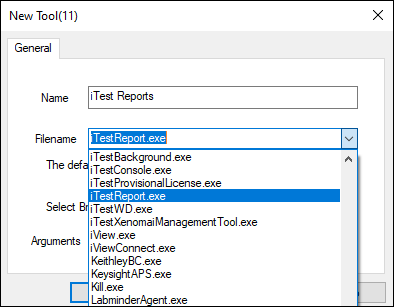 New Tool(11)
General
Name
iTest Reports
Filename
iTestReport.exe
iTestBackground.exe
The
iTestConsole.exe
iTestProvisionalLicense.exe
iTestReport.exe
Select
iTestWD.exe
iTestXenomaiManagementTool.exe
iView.exe
Arguments
iViewConnect.exe
KeithleyBC.exe
KeysightAPS.exe
Kill.exe
LabminderAgent.exe